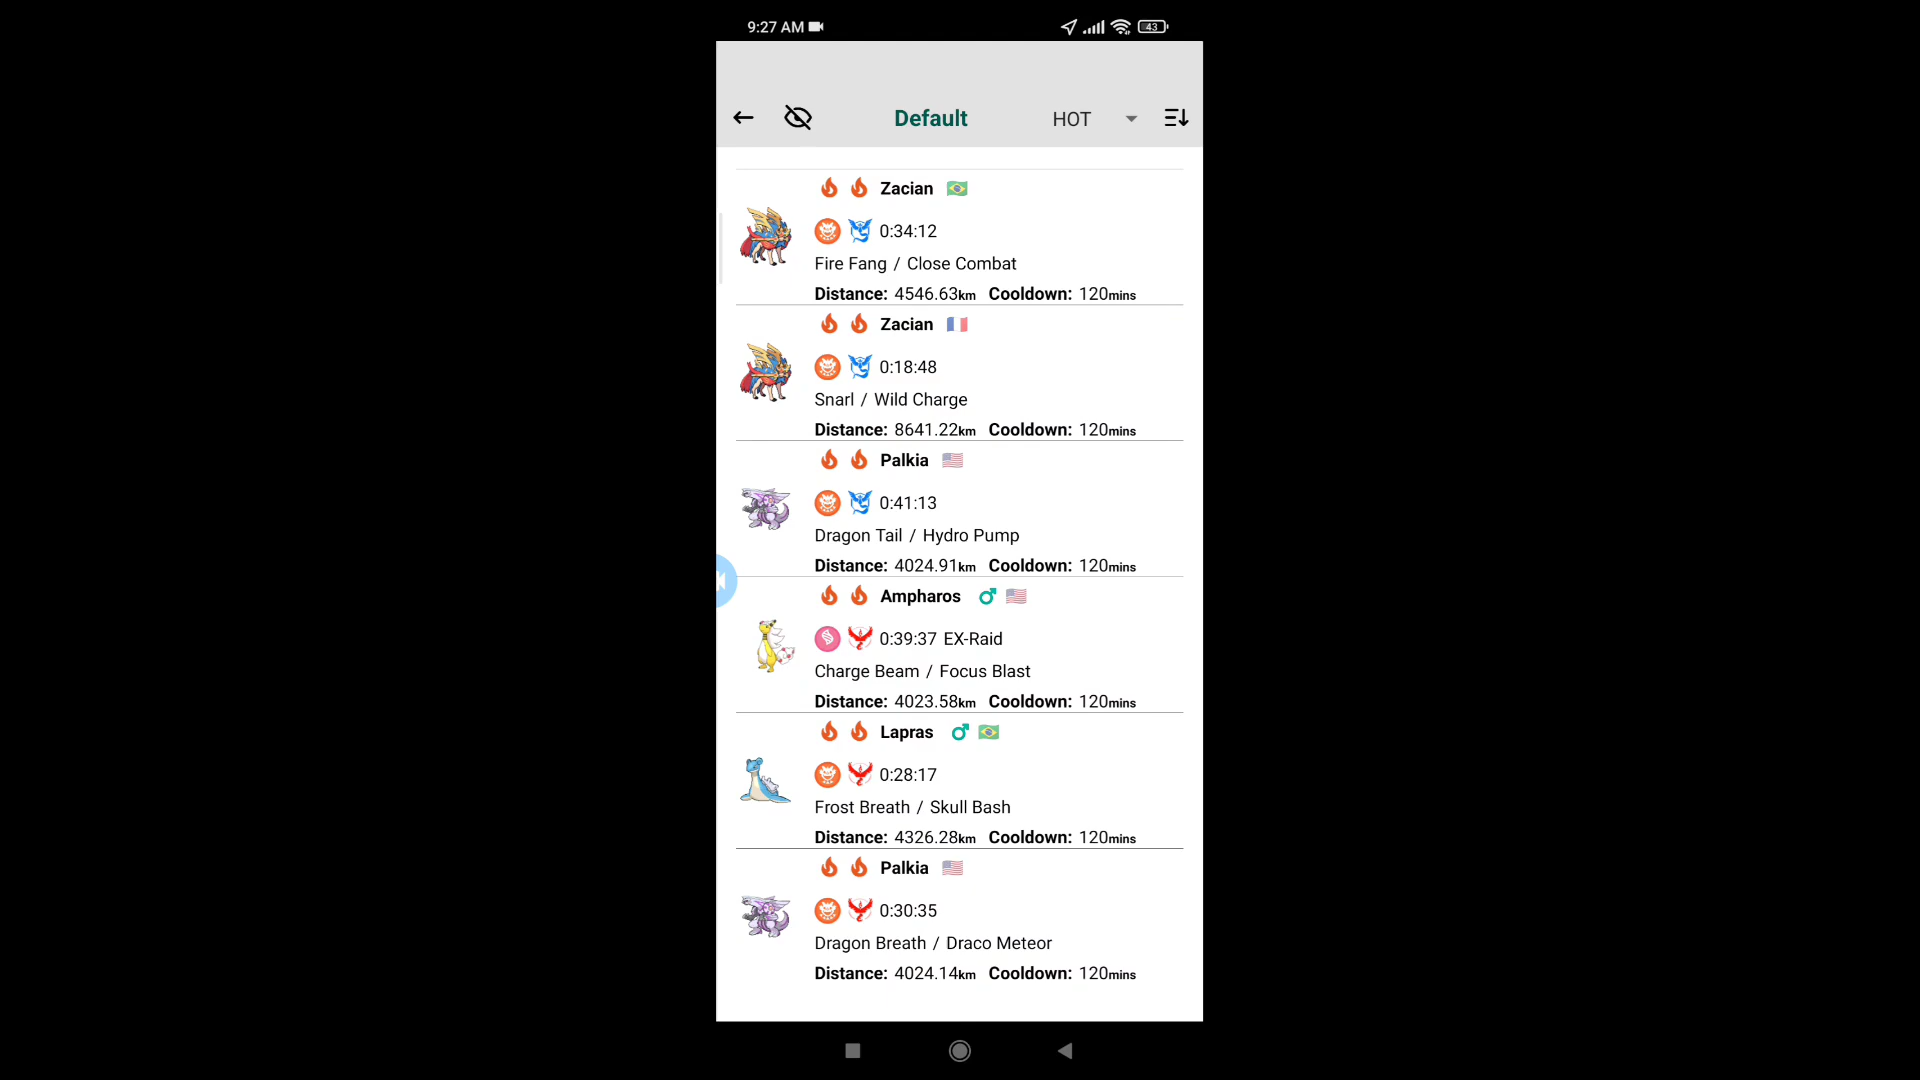 9:27 AM
43
Default HOT
Zacian
0:34:12
Fire Fang / Close Combat
Distance: 4546.63km Cooldown: 120mins
Zacian
0:18:48
Snarl / Wild Charge
Distance: 8641.22km Cooldown: 120mins
Palkia
0:41:13
Dragon Tail / Hydro Pump
Distance: 4024.91km Cooldown: 120mins
Ampharos
0:39:37 EX-Raid
Charge Beam / Focus Blast
Distance: 4023.58km Cooldown: 120mins
Lapras
0:28:17
Frost Breath / Skull Bash
Distance: 4326.28km Cooldown: 120mins
Palkia
0:30:35
Dragon Breath / Draco Meteor
Distance: 4024.14km Cooldown: 120mins